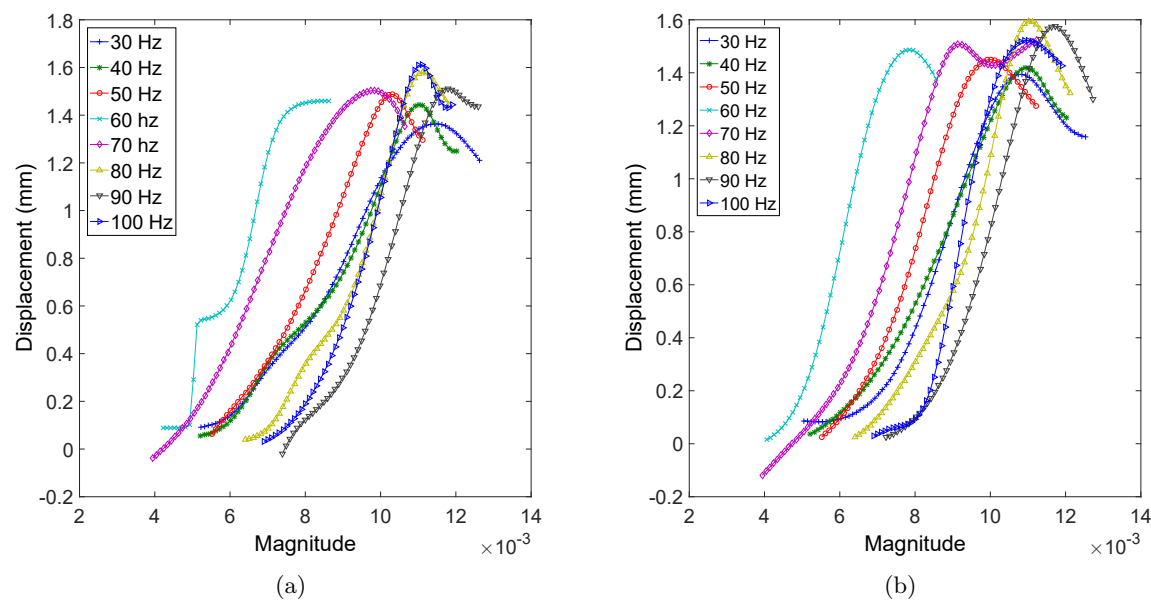 1.8
1.6
1.4
1.2
1
0.8
0.6
0.4
0.2
0
-0.2
Displacement (mm)
30 Hz
40 Hz
50 Hz
60 hz
70 hz
80 Hz
90 Hz
100 Hz
2 4 6 8 10 12 14
Magnitude ×10⁻³
(a)
1.6
1.4
1.2
1
0.8
0.6
0.4
0.2
0
-0.2
Displacement (mm)
30 Hz
40 Hz
50 Hz
60 Hz
70 Hz
80 Hz
90 Hz
100 Hz
2 4 6 8 10 12 14
Magnitude ×10⁻³
(b)